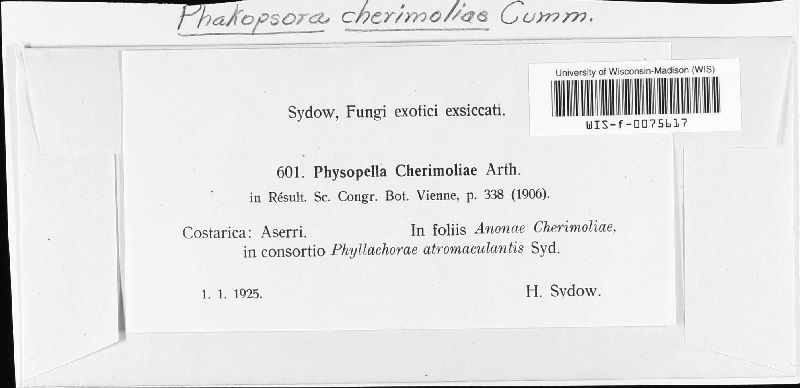 Phakopsora cherimoliae Cumm.
University of Wisconsin-Madison (WIS)
WIS-f-0075617
Sydow, Fungi exotici exsiccati.
601. Physopella Cherimoliae Arth.
in Résult. Sc. Congr. Bot. Vienne, p. 338 (1906).
Costarica: Aserri. In foliis Anonae Cherimoliae,
in consortio Phyllachorae atromaculantis Syd.
1. 1. 1925. H. Sydow.